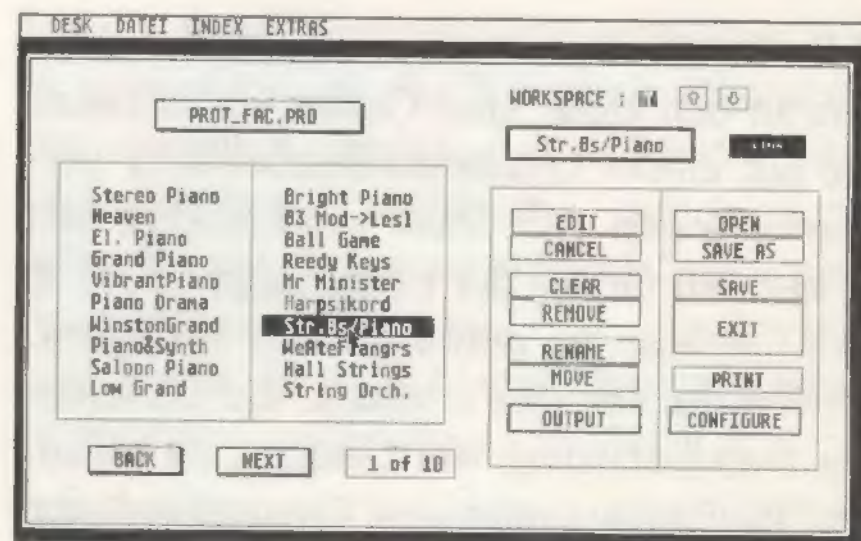 DESK DATEI INDEX EXTRAS
PROT_FAC.PRO
WORKSPACE :
Str.Bs/Piano
Stereo Piano
Heaven
El. Piano
Grand Piano
VibrantPiano
Piano Drama
WinstonGrand
Piano&Synth
Saloon Piano
Low Grand
Bright Piano
B3 Mod->Lesl
Ball Game
Reedy Keys
Mr Minister
Harpsikord
Str.Bs/Piano
Hall Strings
String Orch.
EDIT
CANCEL
CLEAR
REMOVE
RENAME
MOVE
OUTPUT
OPEN
SAVE AS
SAVE
EXIT
PRINT
CONFIGURE
BACK
NEXT
1 of 10